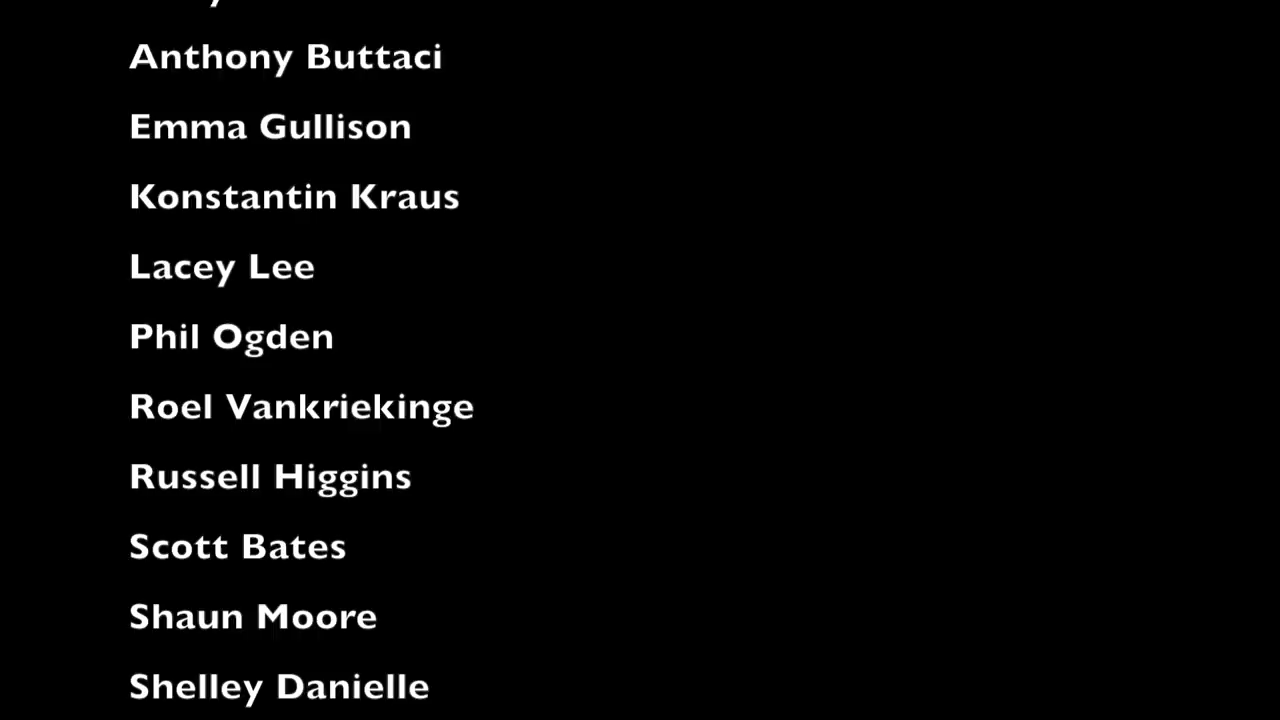 Anthony Buttaci
Emma Gullison
Konstantin Kraus
Lacey Lee
Phil Ogden
Roel Vankriekinge
Russell Higgins
Scott Bates
Shaun Moore
Shelley Danielle